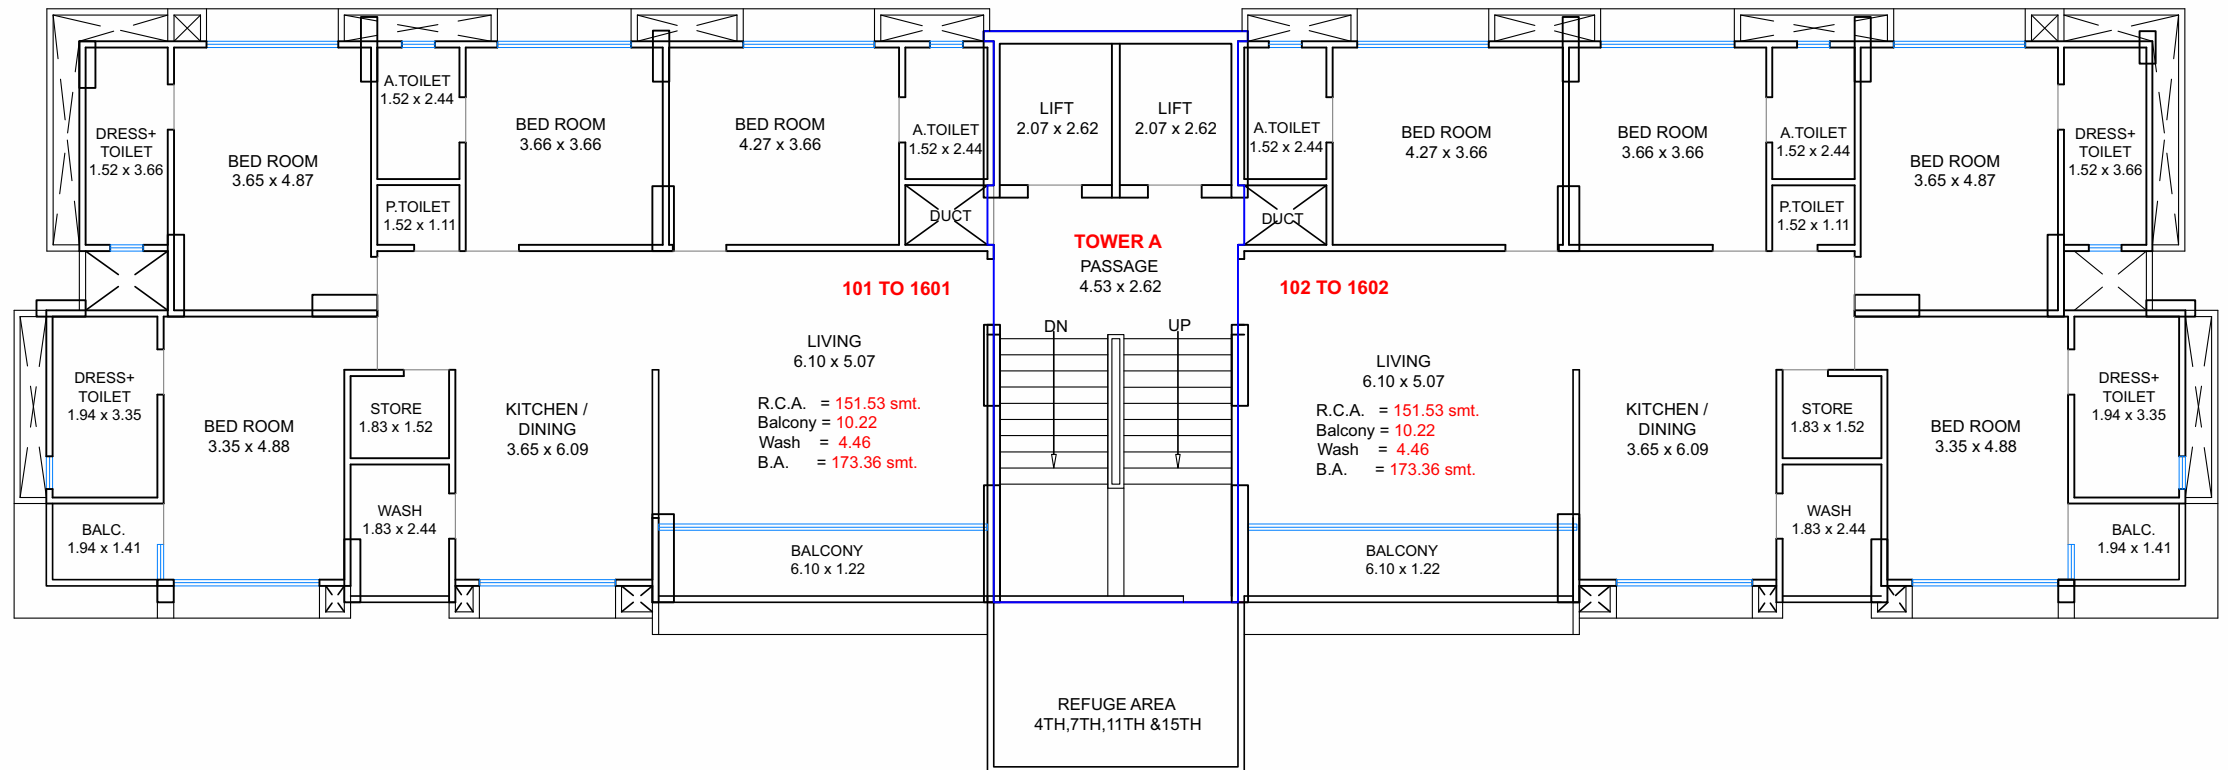 A.TOILET
1.52 x 2.44
DRESS+
TOILET
1.52 x 3.66
BED ROOM
3.65 x 4.87
P.TOILET
1.52 x 1.11
BED ROOM
3.66 x 3.66
BED ROOM
4.27 x 3.66
A.TOILET
1.52 x 2.44
DUCT
LIFT
2.07 x 2.62
LIFT
2.07 x 2.62
TOWER A
PASSAGE
4.53 x 2.62
A.TOILET
1.52 x 2.44
DUCT
BED ROOM
4.27 x 3.66
BED ROOM
3.66 x 3.66
A.TOILET
1.52 x 2.44
P.TOILET
1.52 x 1.11
BED ROOM
3.65 x 4.87
DRESS+
TOILET
1.52 x 3.66
101 TO 1601
102 TO 1602
DN
UP
DRESS+
TOILET
1.94 x 3.35
BED ROOM
3.35 x 4.88
STORE
1.83 x 1.52
KITCHEN /
DINING
3.65 x 6.09
LIVING
6.10 x 5.07
R.C.A. = 151.53 smt.
Balcony = 10.22
Wash = 4.46
B.A. = 173.36 smt.
LIVING
6.10 x 5.07
R.C.A. = 151.53 smt.
Balcony = 10.22
Wash = 4.46
B.A. = 173.36 smt.
KITCHEN /
DINING
3.65 x 6.09
STORE
1.83 x 1.52
BED ROOM
3.35 x 4.88
DRESS+
TOILET
1.94 x 3.35
BALC.
1.94 x 1.41
WASH
1.83 x 2.44
BALCONY
6.10 x 1.22
BALCONY
6.10 x 1.22
WASH
1.83 x 2.44
BALC.
1.94 x 1.41
REFUGE AREA
4TH,7TH,11TH &15TH